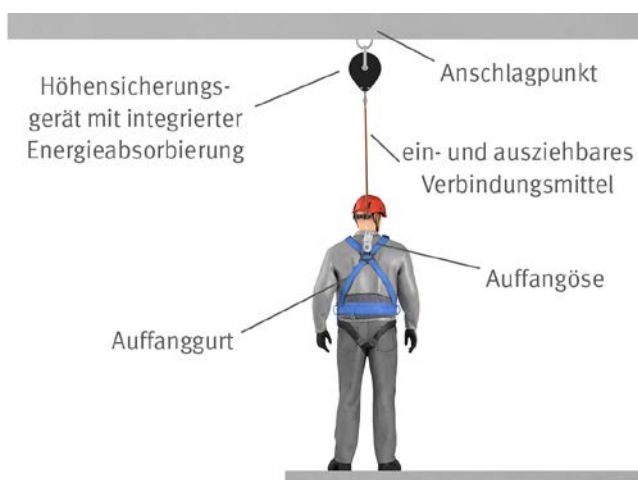 Höhensicherungs-
gerät mit integrierter
Energieabsorbierung
Anschlagpunkt
ein- und ausziehbares
Verbindungsmittel
Auffangöse
Auffanggurt